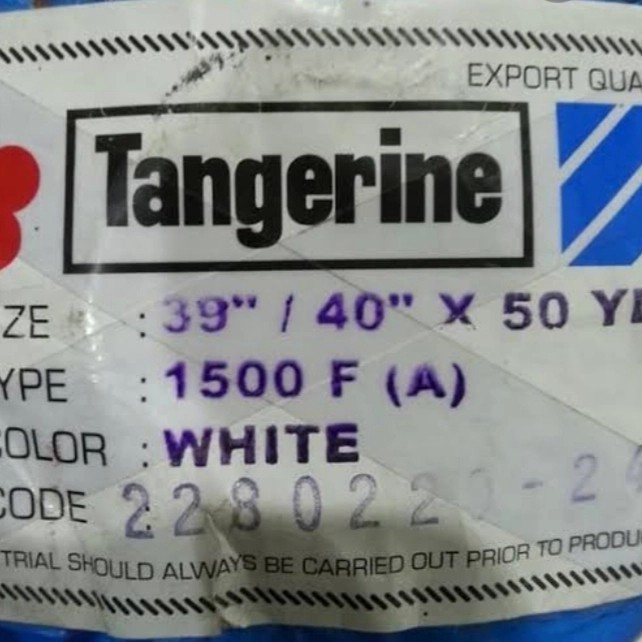 EXPORT QUA
Tangerine
ZE : 39" / 40" X 50 Y
YPE : 1500 F (A)
COLOR : WHITE
CODE : 228022
TRIAL SHOULD ALWAYS BE CARRIED OUT PRIOR TO PRODU